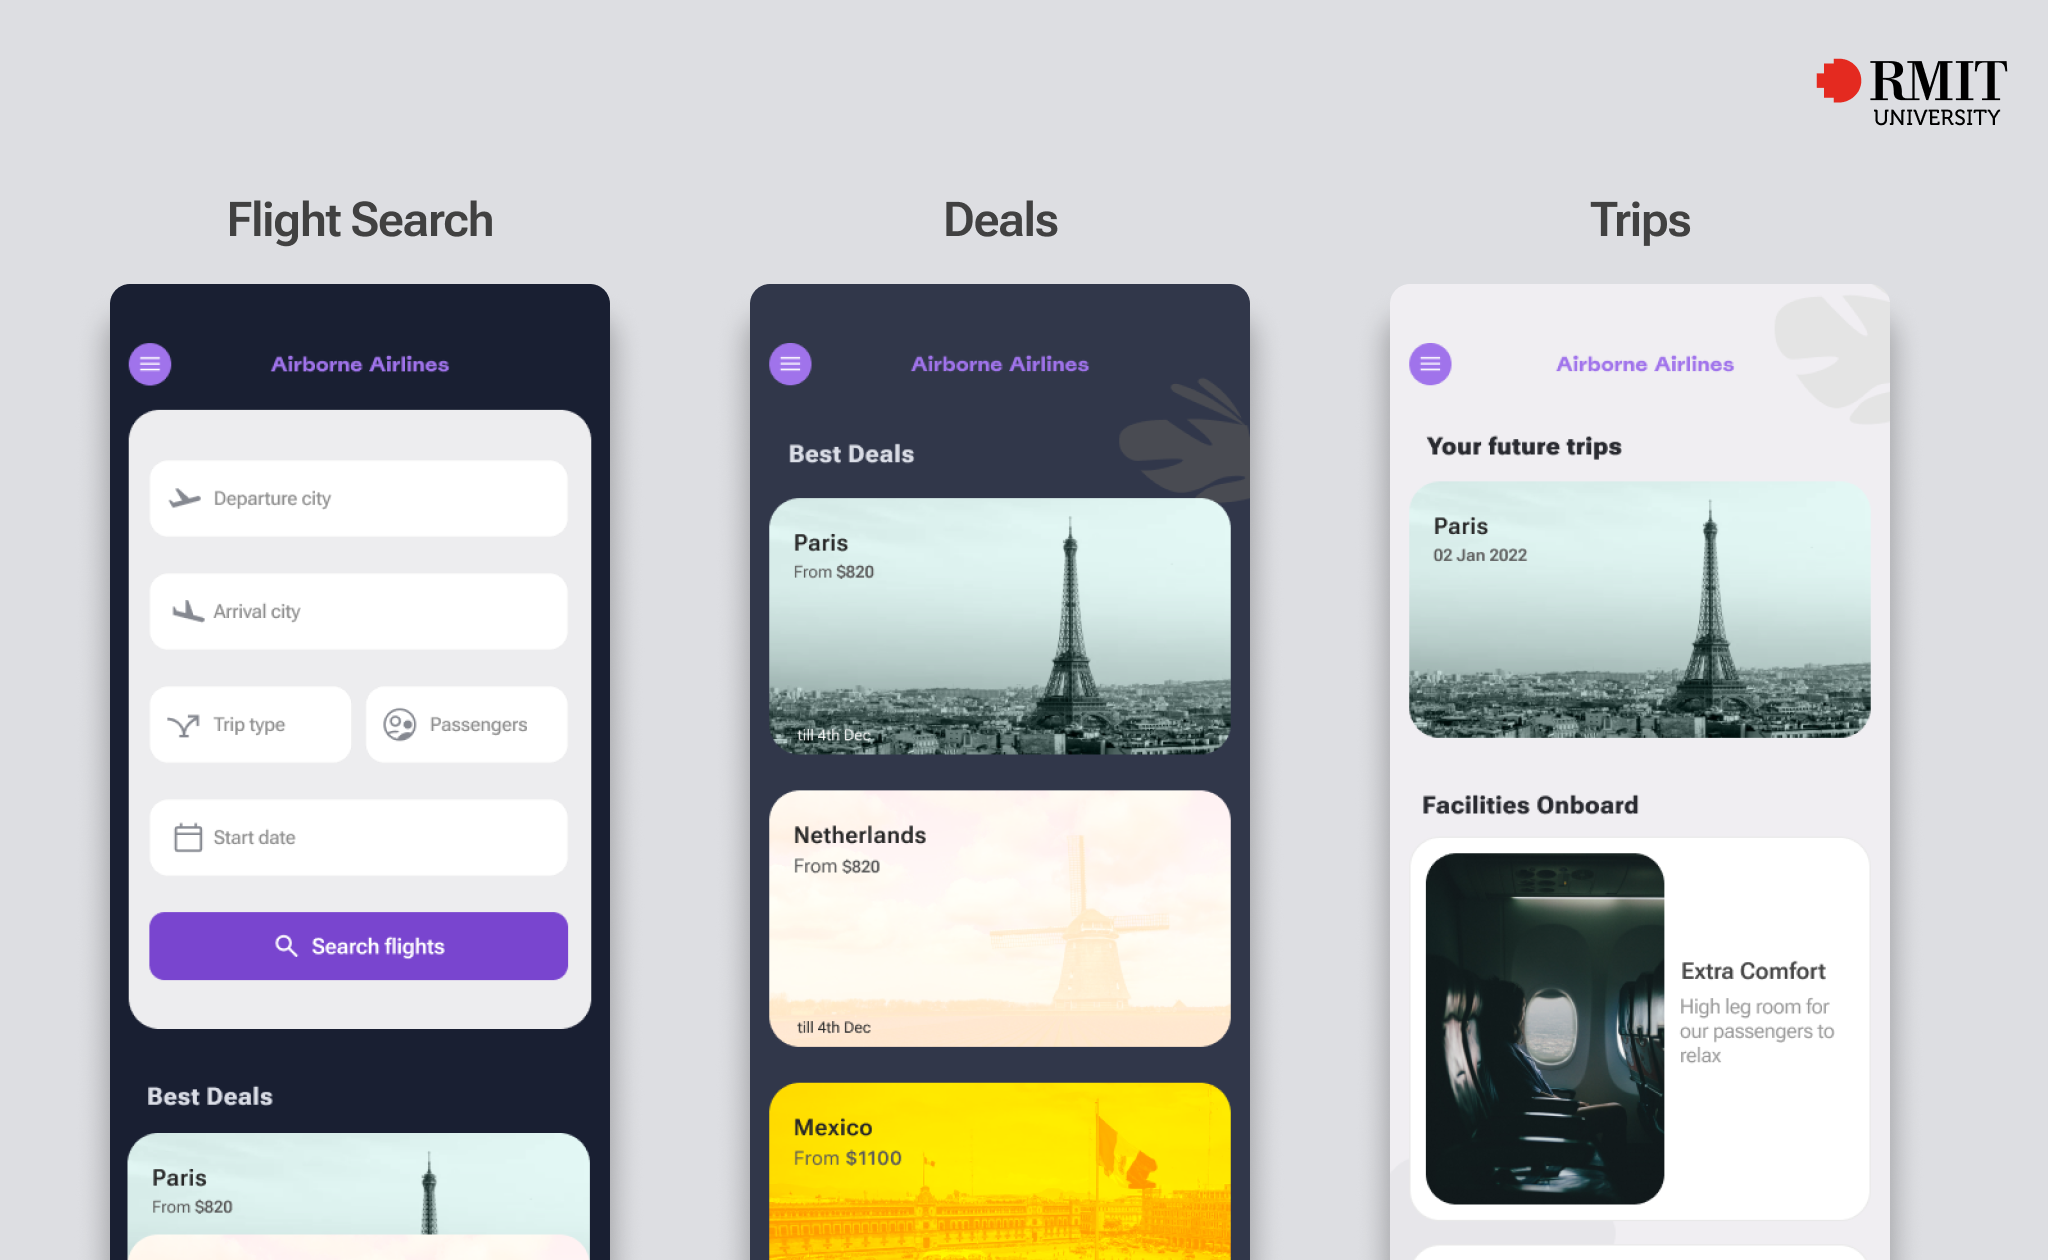 RMIT
UNIVERSITY
Flight Search
Airborne Airlines
Departure city
Arrival city
Trip type
Passengers
Start date
Search flights
Best Deals
Paris
From $820
Deals
Airborne Airlines
Best Deals
Paris
From $820
till 4th Dec
Netherlands
From $820
till 4th Dec
Mexico
From $1100
Trips
Airborne Airlines
Your future trips
Paris
02 Jan 2022
Facilities Onboard
Extra Comfort
High leg room for
our passengers to
relax